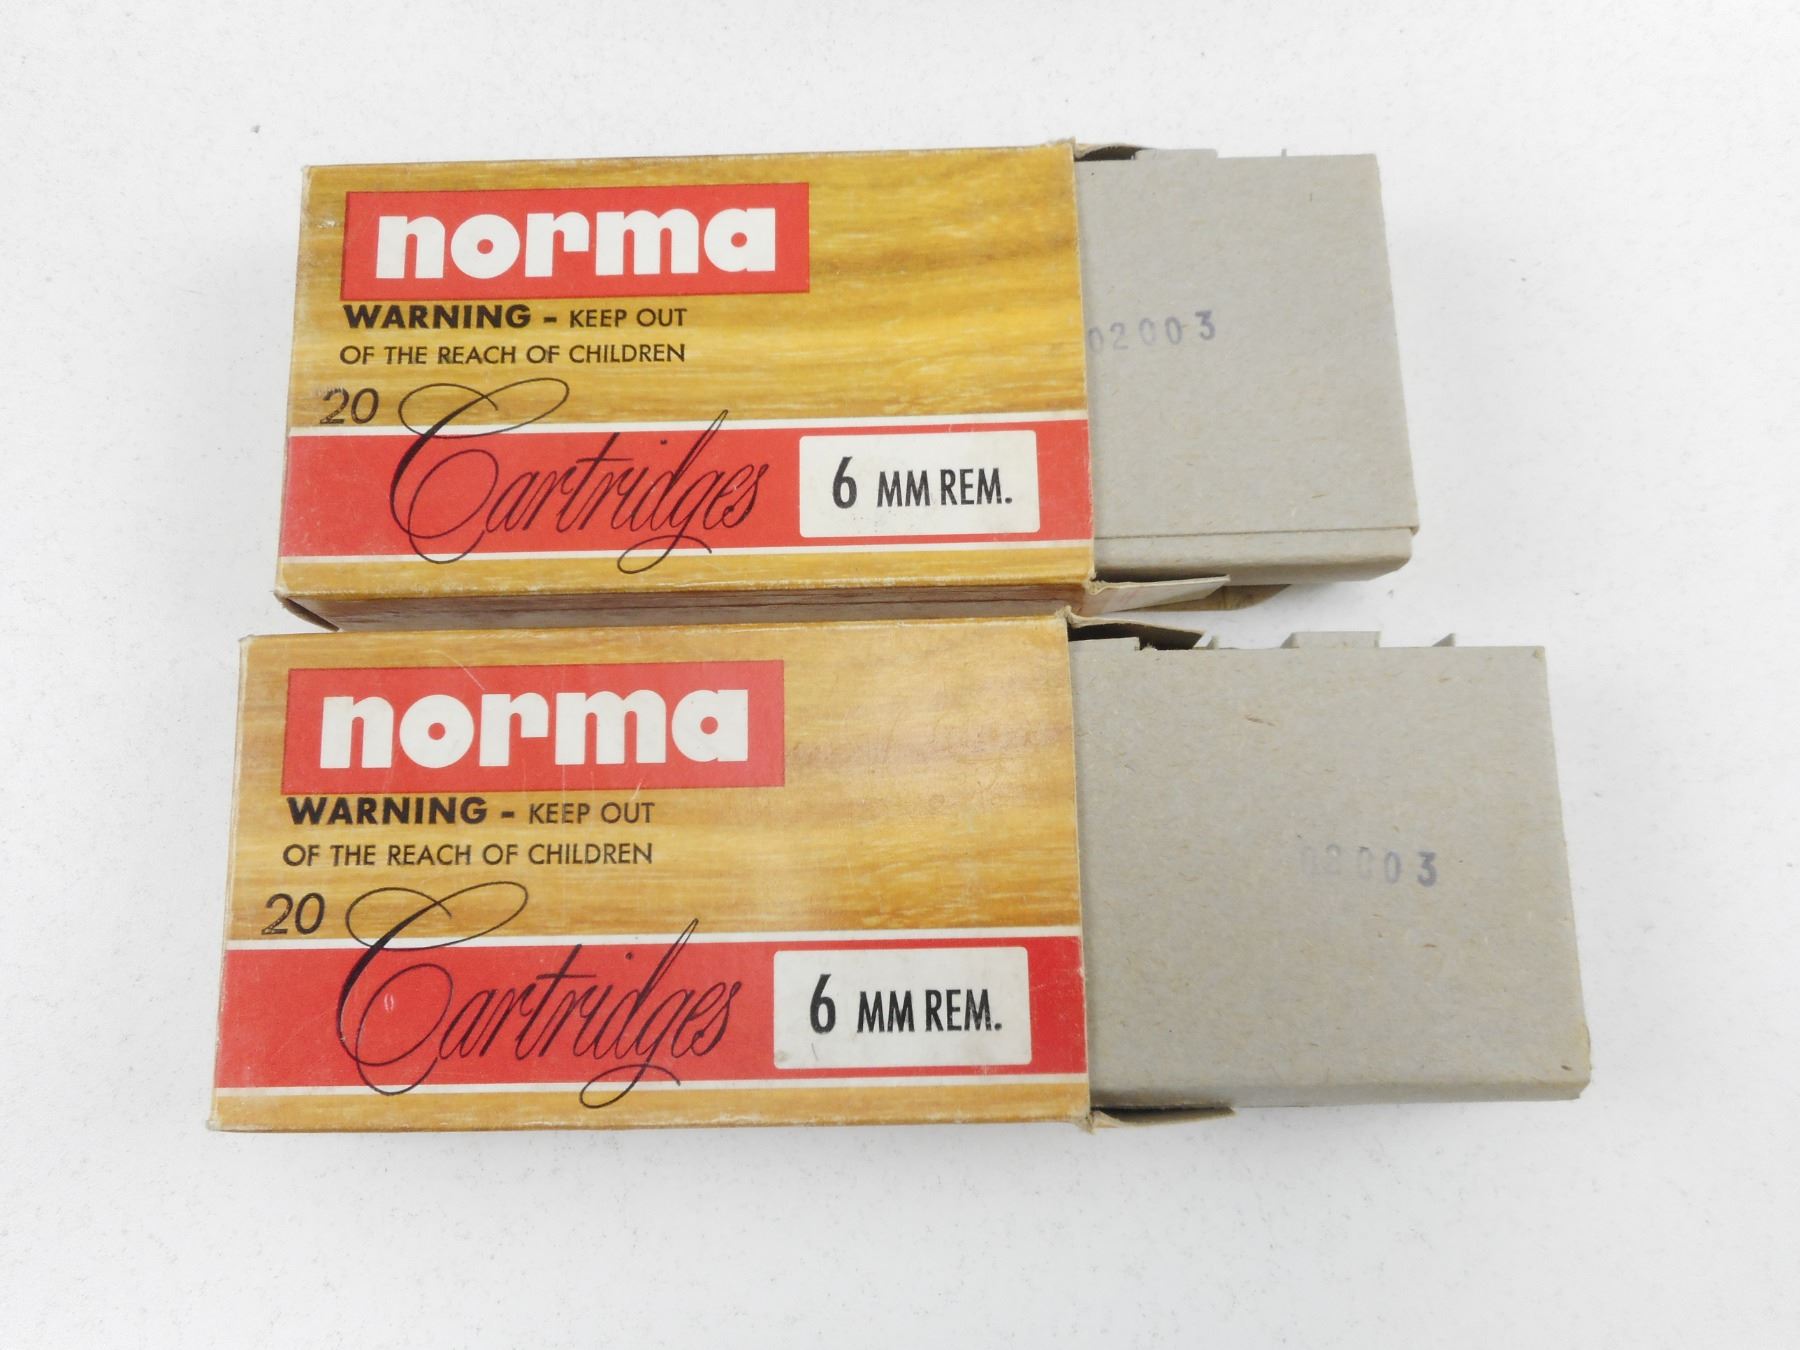 norma
WARNING - KEEP OUT
OF THE REACH OF CHILDREN
20 Cartridges
6 MM REM.
02003
norma
WARNING - KEEP OUT
OF THE REACH OF CHILDREN
20 Cartridges
6 MM REM.
02003